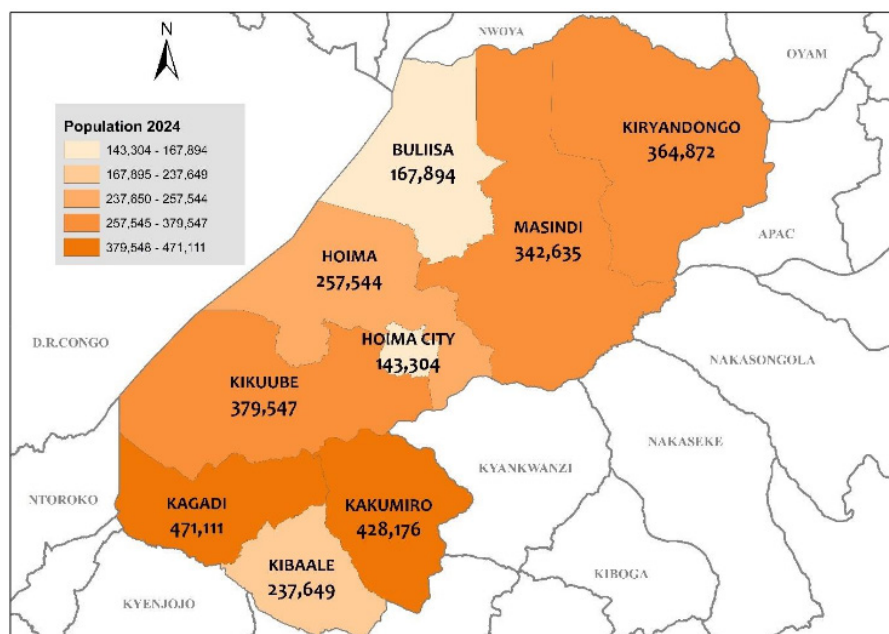 N
Population 2024
143,304 - 167,894
167,895 - 237,649
237,650 - 257,544
257,545 - 379,547
379,548 - 471,111
NWOYA
OYAM
KIRYANDONGO
364,872
BULIISA
167,894
MASINDI
342,635
APAC
HOIMA
257,544
D.R.CONGO
HOIMA CITY
143,304
NAKASONGOLA
KIKUUBE
379,547
NAKASEKE
KYANKWANZI
NTOROKO
KAGADI
471,111
KAKUMIRO
428,176
KIBAALE
237,649
KIBOGA
KYENJOJO